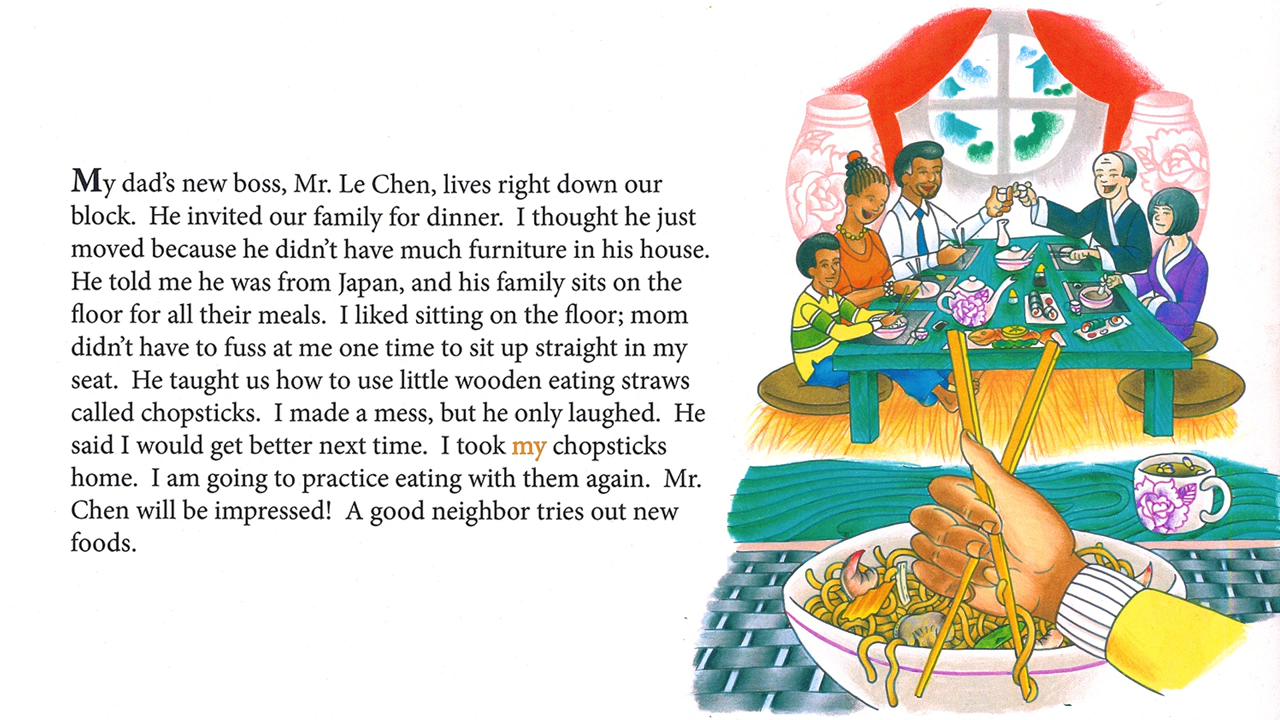 My dad's new boss, Mr. Le Chen, lives right down our
block.  He invited our family for dinner.  I thought he just
moved because he didn't have much furniture in his house.
He told me he was from Japan, and his family sits on the
floor for all their meals.  I liked sitting on the floor; mom
didn't have to fuss at me one time to sit up straight in my
seat.  He taught us how to use little wooden eating straws
called chopsticks.  I made a mess, but he only laughed.  He
said I would get better next time.  I took my chopsticks
home.  I am going to practice eating with them again.  Mr.
Chen will be impressed!  A good neighbor tries out new
foods.